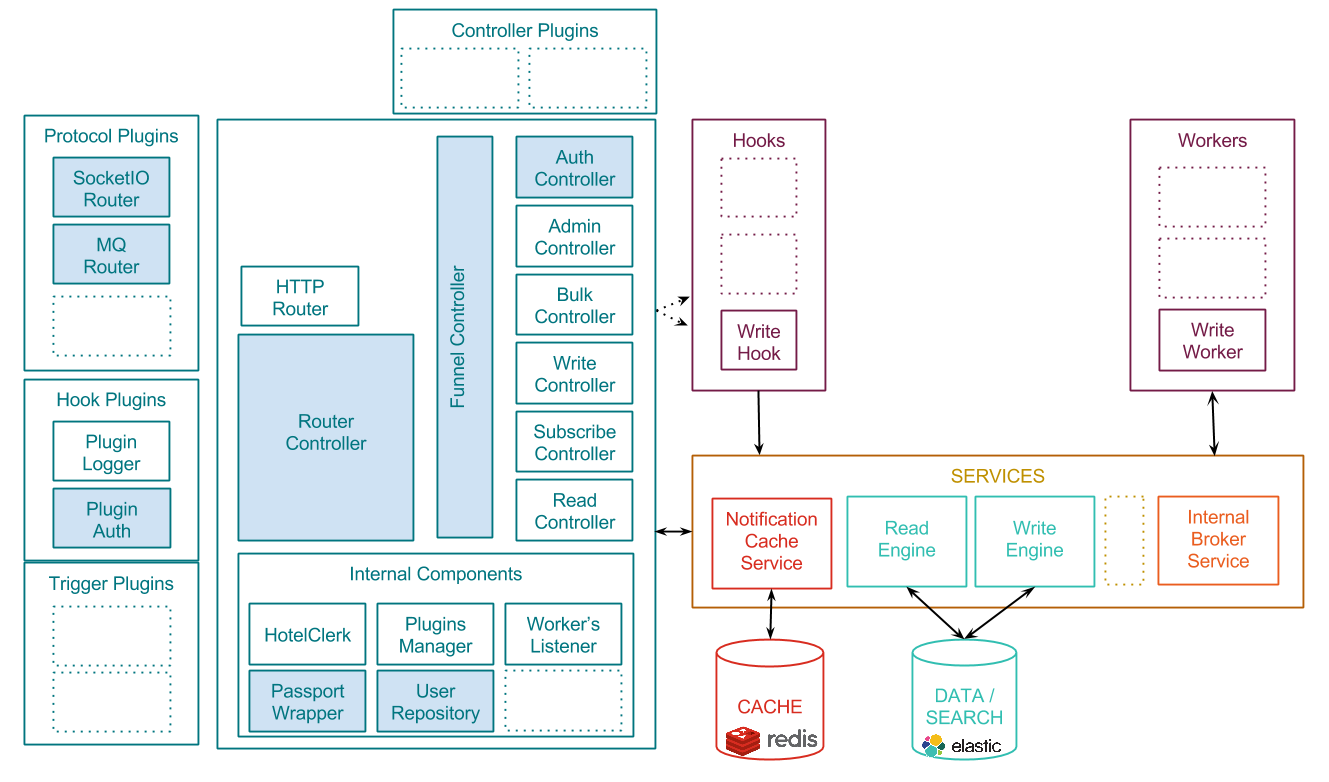 Controller Plugins
Protocol Plugins
SocketIO
Router
MQ
Router
Hook Plugins
Plugin
Logger
Plugin
Auth
Trigger Plugins
HTTP
Router
Router
Controller
Funnel Controller
Auth
Controller
Admin
Controller
Bulk
Controller
Write
Controller
Subscribe
Controller
Read
Controller
Internal Components
HotelClerk
Plugins
Manager
Worker's
Listener
Passport
Wrapper
User
Repository
Hooks
Write
Hook
Workers
Write
Worker
SERVICES
Notification
Cache
Service
Read
Engine
Write
Engine
Internal
Broker
Service
CACHE
redis
DATA /
SEARCH
elastic